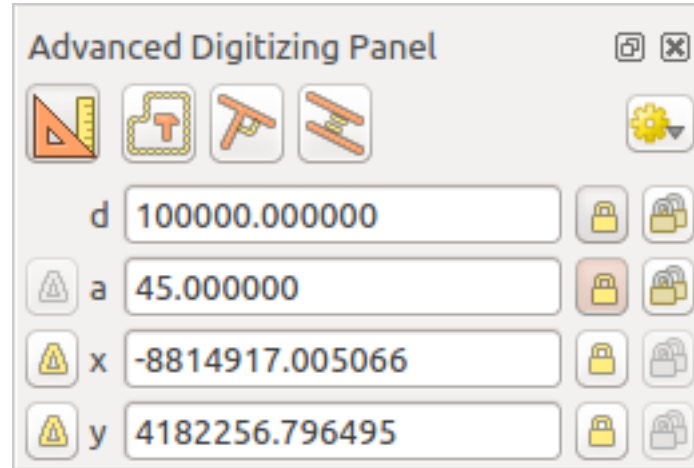 Advanced Digitizing Panel
d 100000.000000
a 45.000000
x -8814917.005066
y 4182256.796495